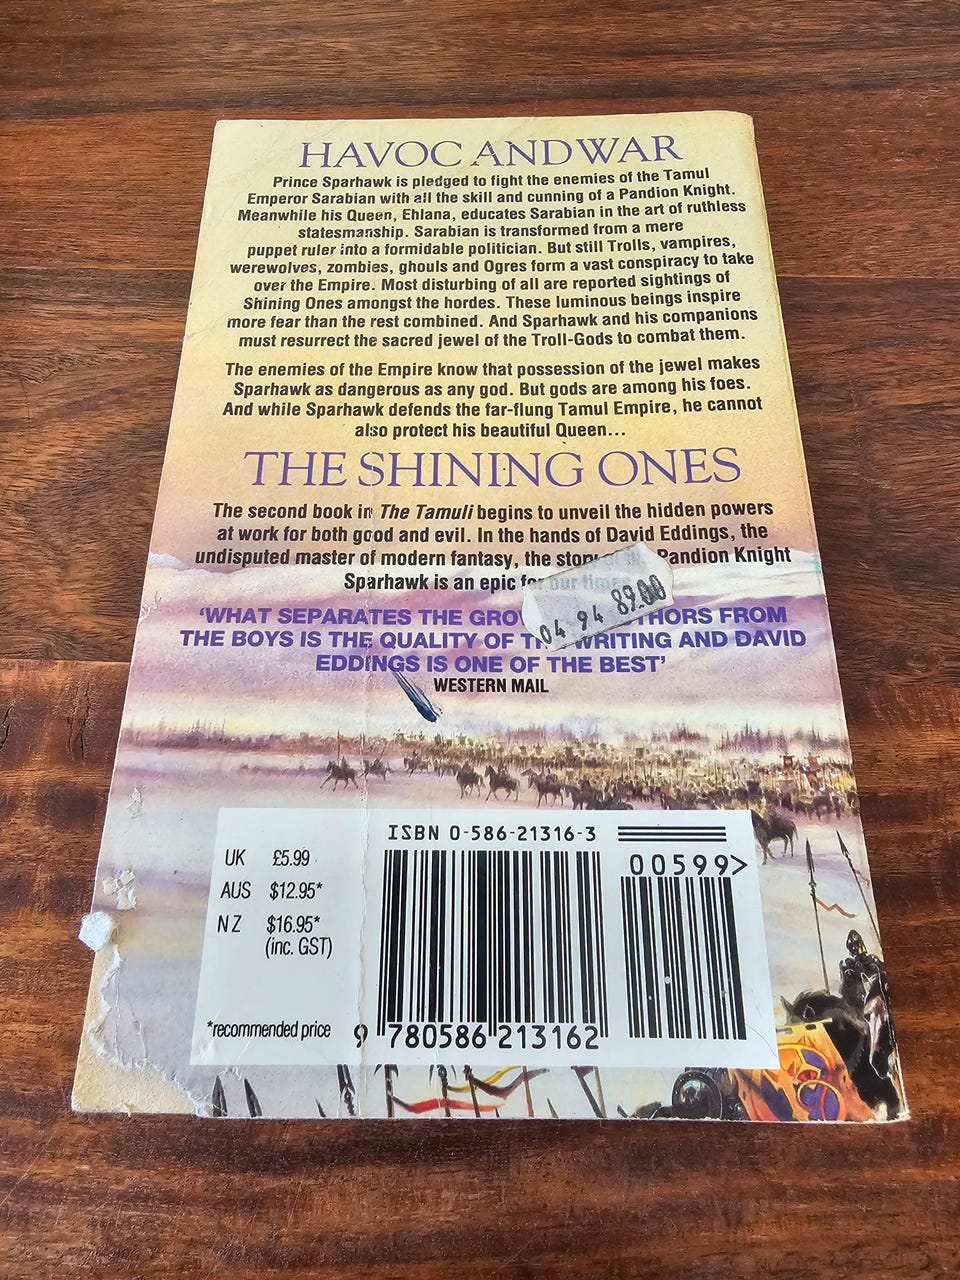 HAVOC AND WAR
Prince Sparhawk is pledged to fight the enemies of the Tamul
Emperor Sarabian with all the skill and cunning of a Pandion Knight.
Meanwhile his Queen, Ehlana, educates Sarabian in the art of ruthless
statesmanship. Sarabian is transformed from a mere
puppet ruler into a formidable politician. But still Trolls, vampires,
werewolves, zombies, ghouls and Ogres form a vast conspiracy to take
over the Empire. Most disturbing of all are reported sightings of
Shining Ones amongst the hordes. These luminous beings inspire
more fear than the rest combined. And Sparhawk and his companions
must resurrect the sacred jewel of the Troll-Gods to combat them.
The enemies of the Empire know that possession of the jewel makes
Sparhawk as dangerous as any god. But gods are among his foes.
And while Sparhawk defends the far-flung Tamul Empire, he cannot
also protect his beautiful Queen...
THE SHINING ONES
The second book in The Tamuli begins to unveil the hidden powers
at work for both good and evil. In the hands of David Eddings, the
undisputed master of modern fantasy, the story Pandion Knight
Sparhawk is an epic for our times
04 94 89.00
'WHAT SEPARATES THE FROM
THE BOYS IS THE QUALITY OF WRITING AND DAVID
EDDINGS IS ONE OF THE BEST'
WESTERN MAIL
ISBN 0-586-21316-3
00599>
UK £5.99
AUS $12.95*
NZ $16.95*
(inc. GST)
*recommended price
9 780586 213162